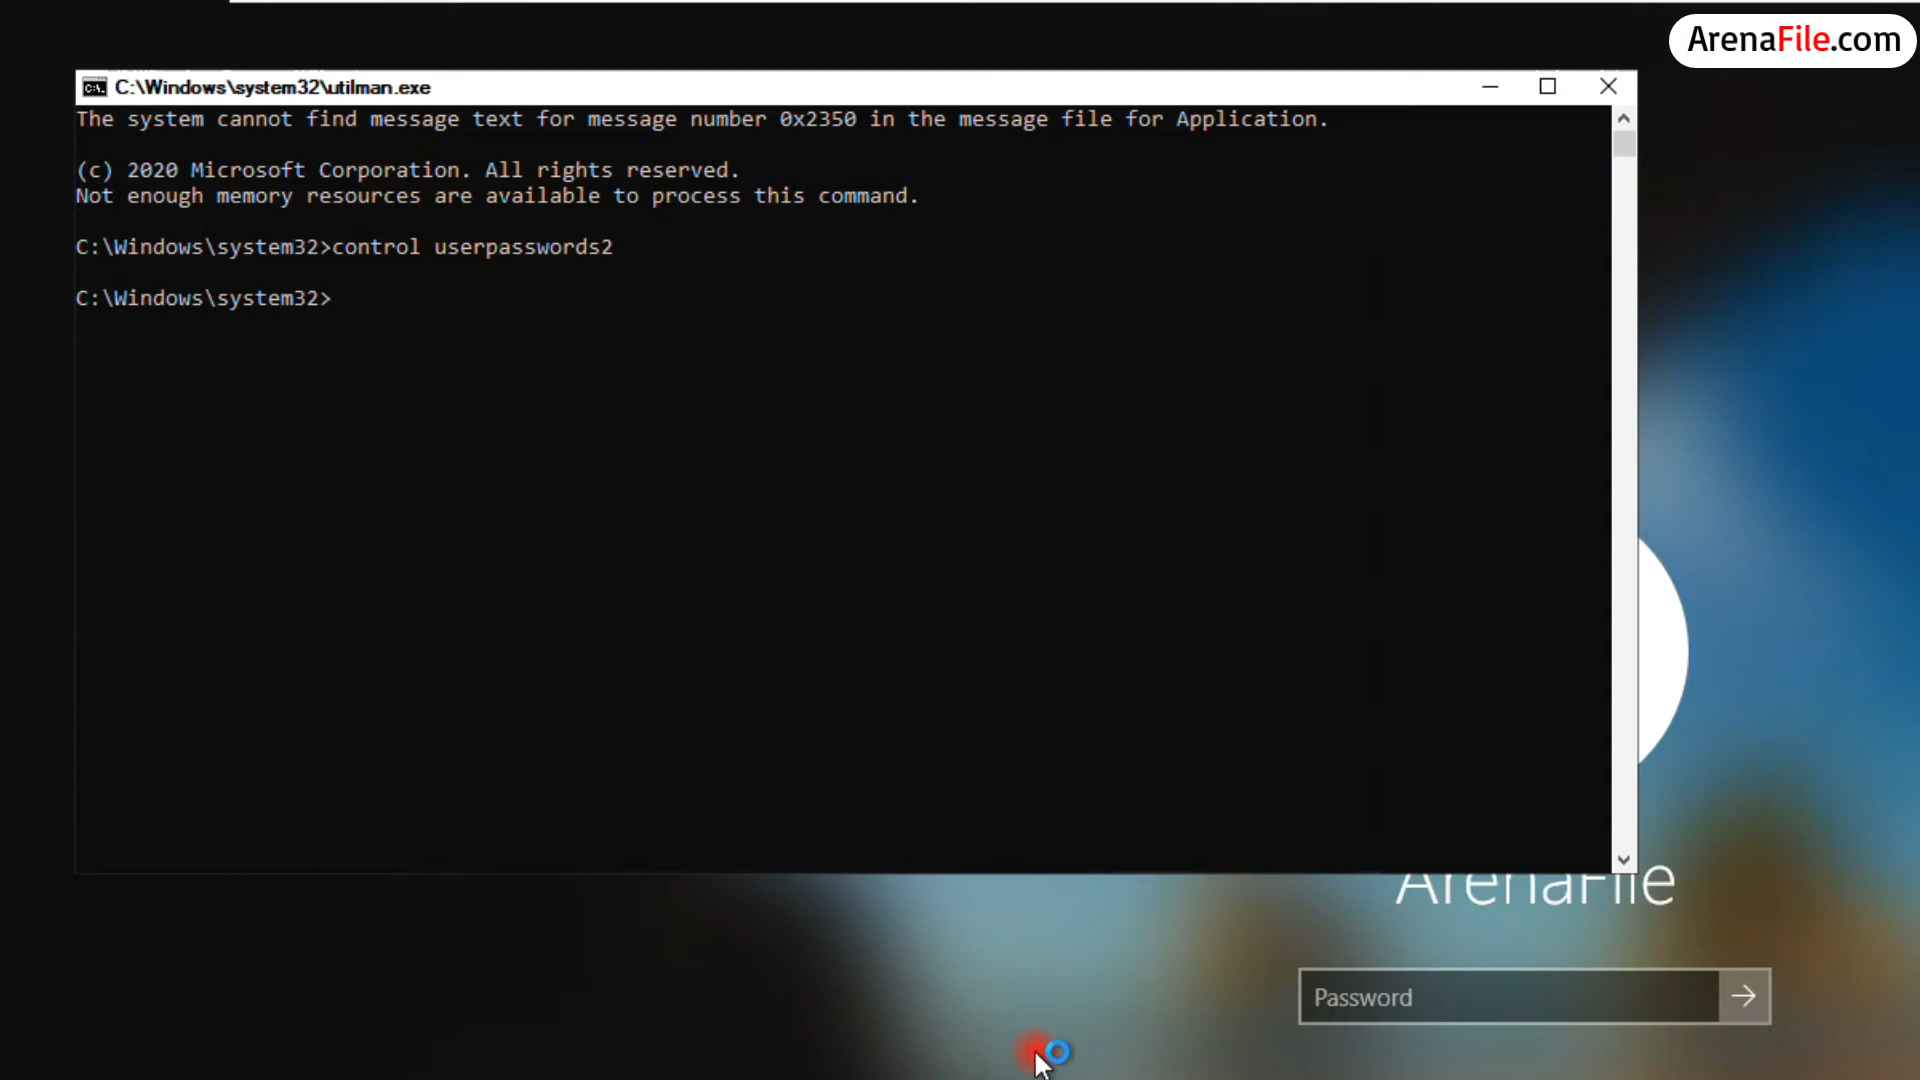 ArenaFile.com
C:\Windows\system32\utilman.exe
The system cannot find message text for message number 0x2350 in the message file for Application.
(c) 2020 Microsoft Corporation. All rights reserved.
Not enough memory resources are available to process this command.
C:\Windows\system32>control userpasswords2
C:\Windows\system32>
ArenaFile
Password